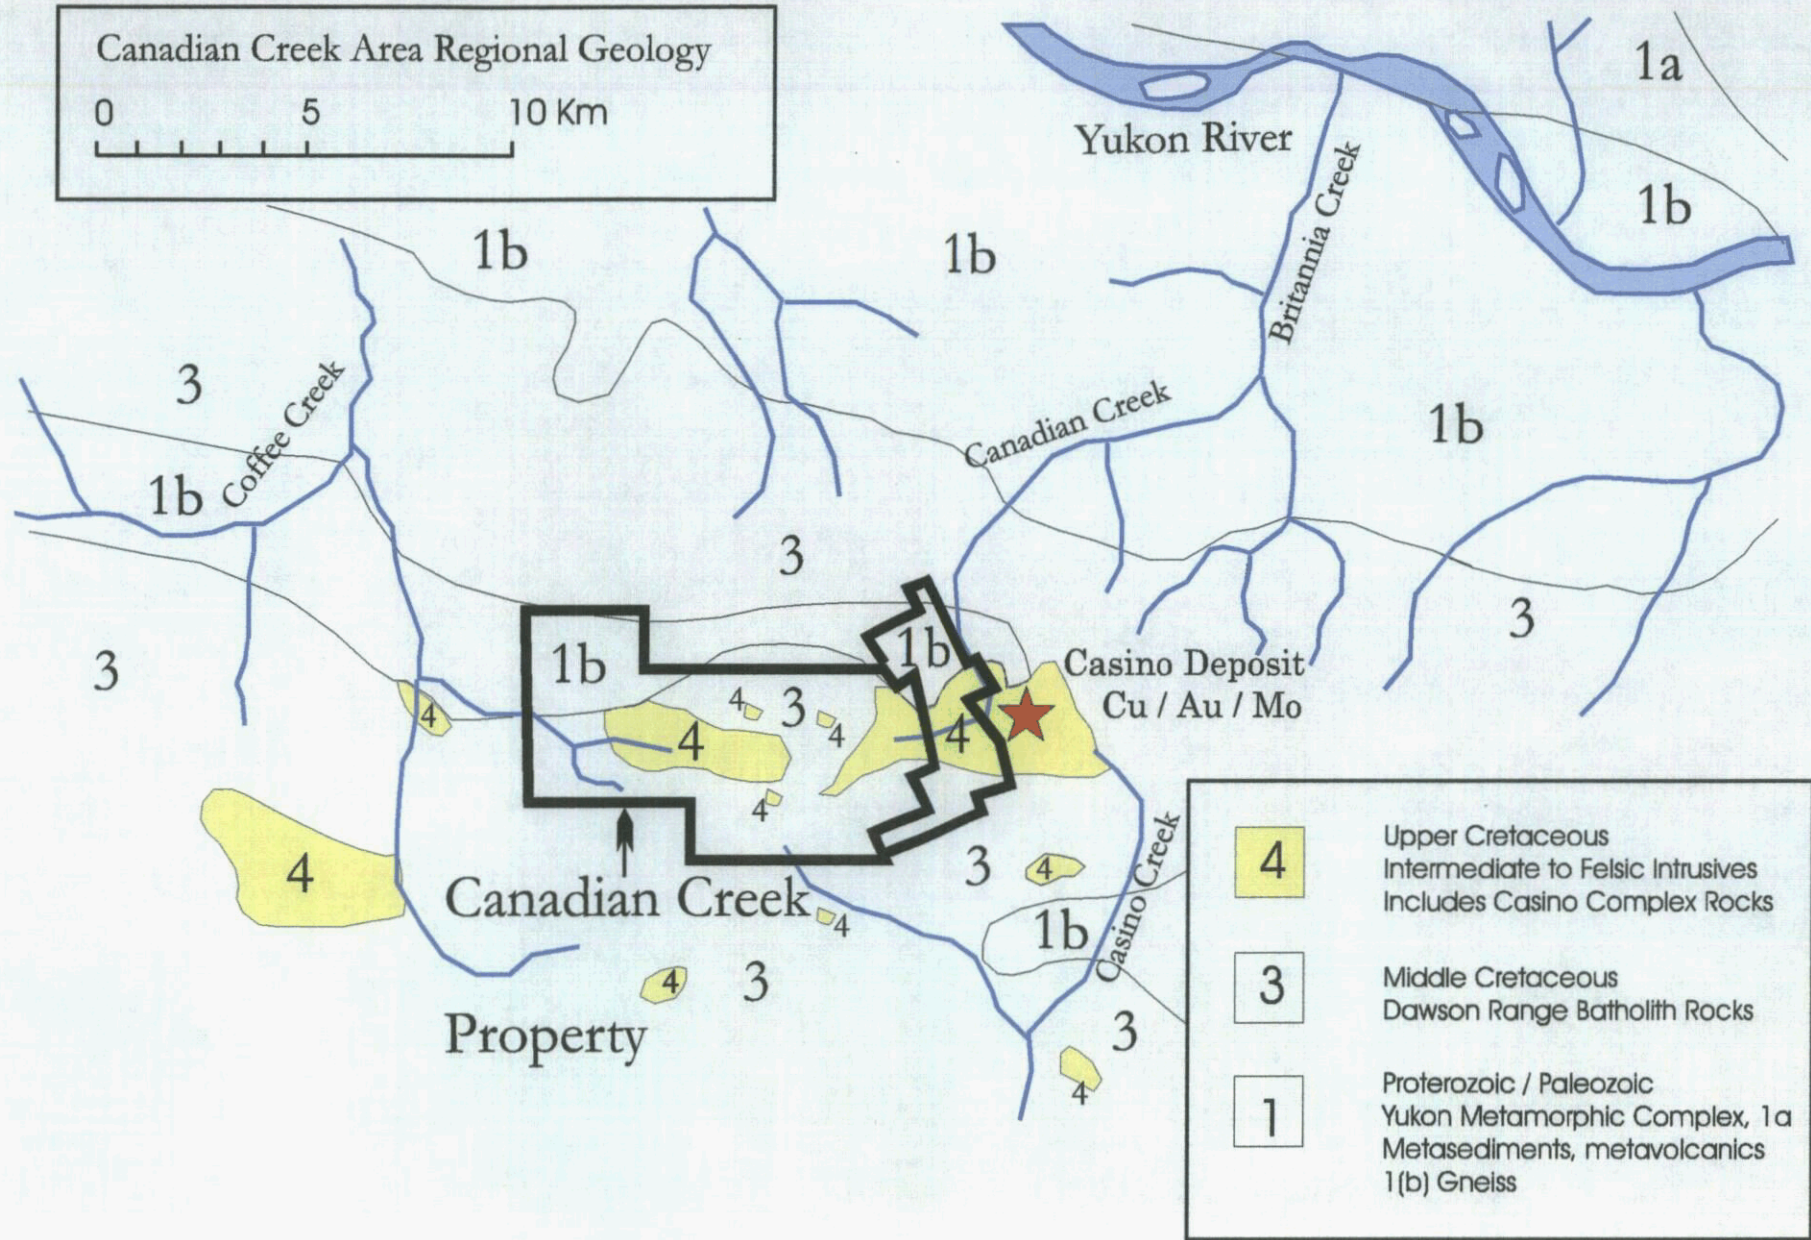 Canadian Creek Area Regional Geology
0 5 10 Km
1a
Yukon River
Britannia Creek
1b
1b
1b
3
Coffee Creek
Canadian Creek
1b
1b
3
3
3
1b
1b
Casino Deposit
Cu / Au / Mo
4
4
3
4
4
4
4
4
Canadian Creek
Property
4
3
4
Casino Creek
1b
4
4
3
3
4
4
Upper Cretaceous
Intermediate to Felsic Intrusives
Includes Casino Complex Rocks
3
Middle Cretaceous
Dawson Range Batholith Rocks
1
Proterozoic / Paleozoic
Yukon Metamorphic Complex, 1a
Metasediments, metavolcanics
1(b) Gneiss